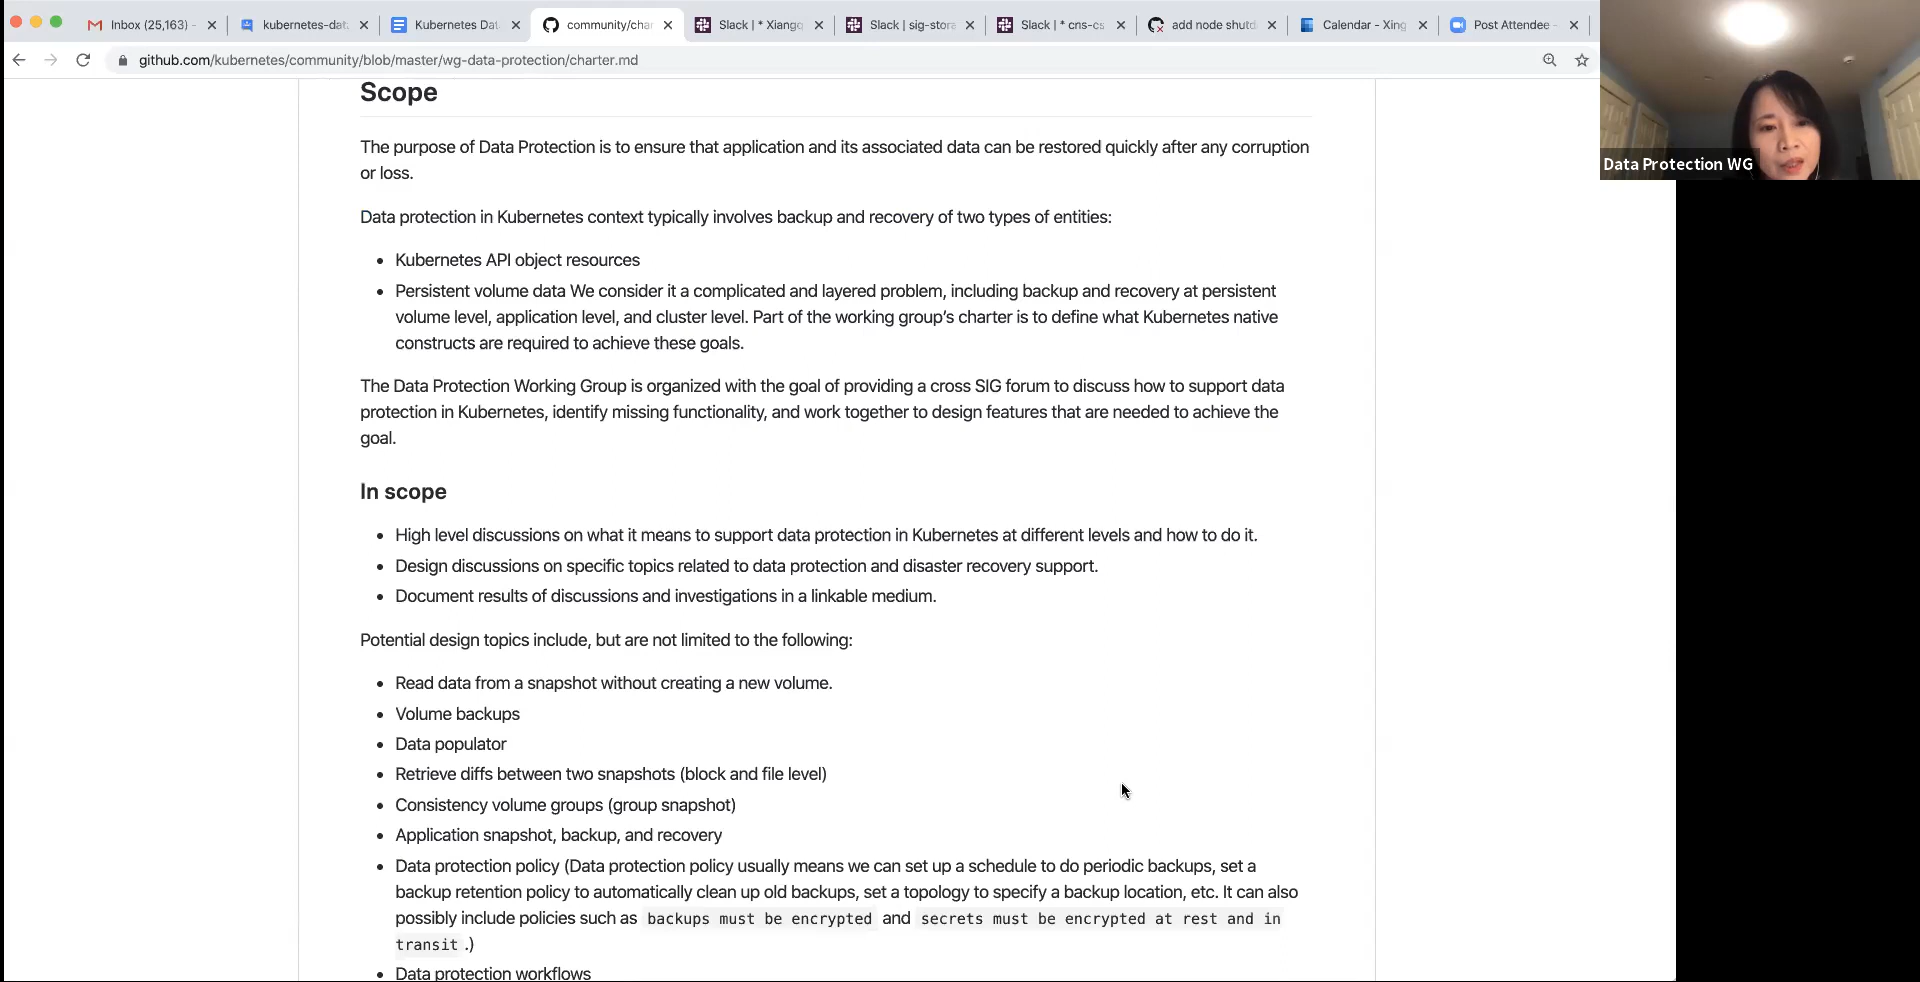 Inbox (25,163) -
kubernetes-dat
Kubernetes Dat
community/char
Slack | * Xiango
Slack | sig-stora
Slack | * cns-cs
add node shutd
Calendar - Xing
Post Attendee -
github.com/kubernetes/community/blob/master/wg-data-protection/charter.md
Data Protection WG
Scope
The purpose of Data Protection is to ensure that application and its associated data can be restored quickly after any corruption
or loss.
Data protection in Kubernetes context typically involves backup and recovery of two types of entities:
• Kubernetes API object resources
• Persistent volume data We consider it a complicated and layered problem, including backup and recovery at persistent
volume level, application level, and cluster level. Part of the working group’s charter is to define what Kubernetes native
constructs are required to achieve these goals.
The Data Protection Working Group is organized with the goal of providing a cross SIG forum to discuss how to support data
protection in Kubernetes, identify missing functionality, and work together to design features that are needed to achieve the
goal.
In scope
• High level discussions on what it means to support data protection in Kubernetes at different levels and how to do it.
• Design discussions on specific topics related to data protection and disaster recovery support.
• Document results of discussions and investigations in a linkable medium.
Potential design topics include, but are not limited to the following:
• Read data from a snapshot without creating a new volume.
• Volume backups
• Data populator
• Retrieve diffs between two snapshots (block and file level)
• Consistency volume groups (group snapshot)
• Application snapshot, backup, and recovery
• Data protection policy (Data protection policy usually means we can set up a schedule to do periodic backups, set a
backup retention policy to automatically clean up old backups, set a topology to specify a backup location, etc. It can also
possibly include policies such as backups must be encrypted and secrets must be encrypted at rest and in
transit .)
• Data protection workflows